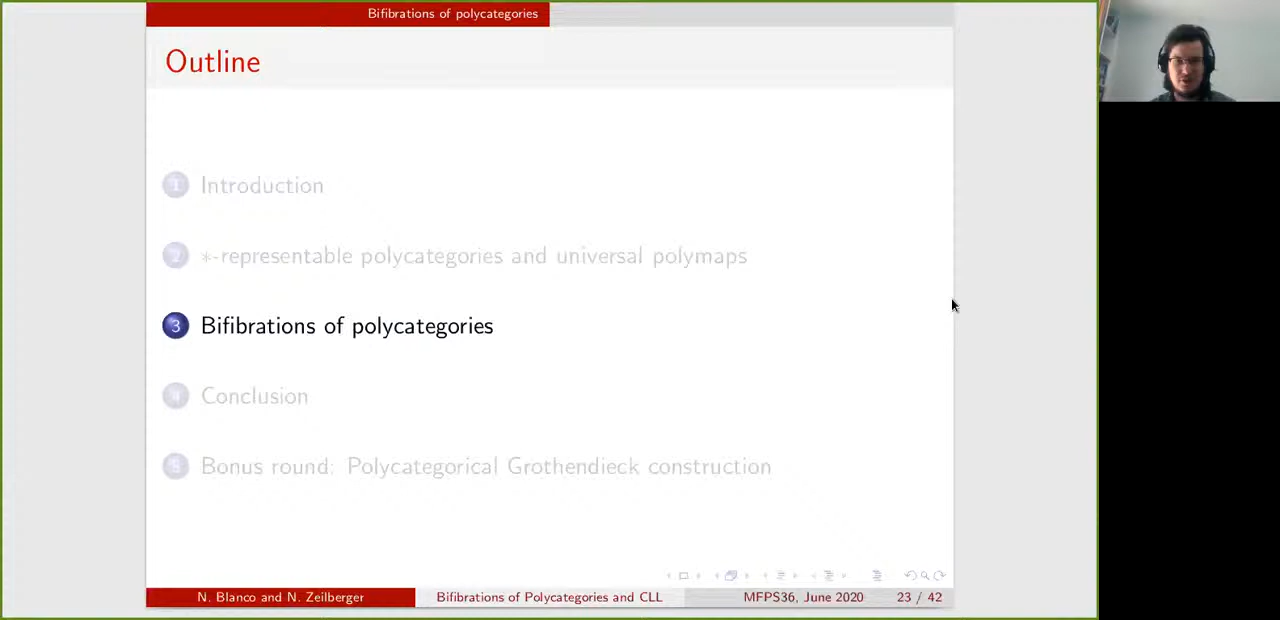 Bifibrations of polycategories
Outline
1 Introduction
2 *-representable polycategories and universal polymaps
3 Bifibrations of polycategories
4 Conclusion
5 Bonus round: Polycategorical Grothendieck construction
N. Blanco and N. Zeilberger
Bifibrations of Polycategories and CLL
MFPS36, June 2020
23 / 42